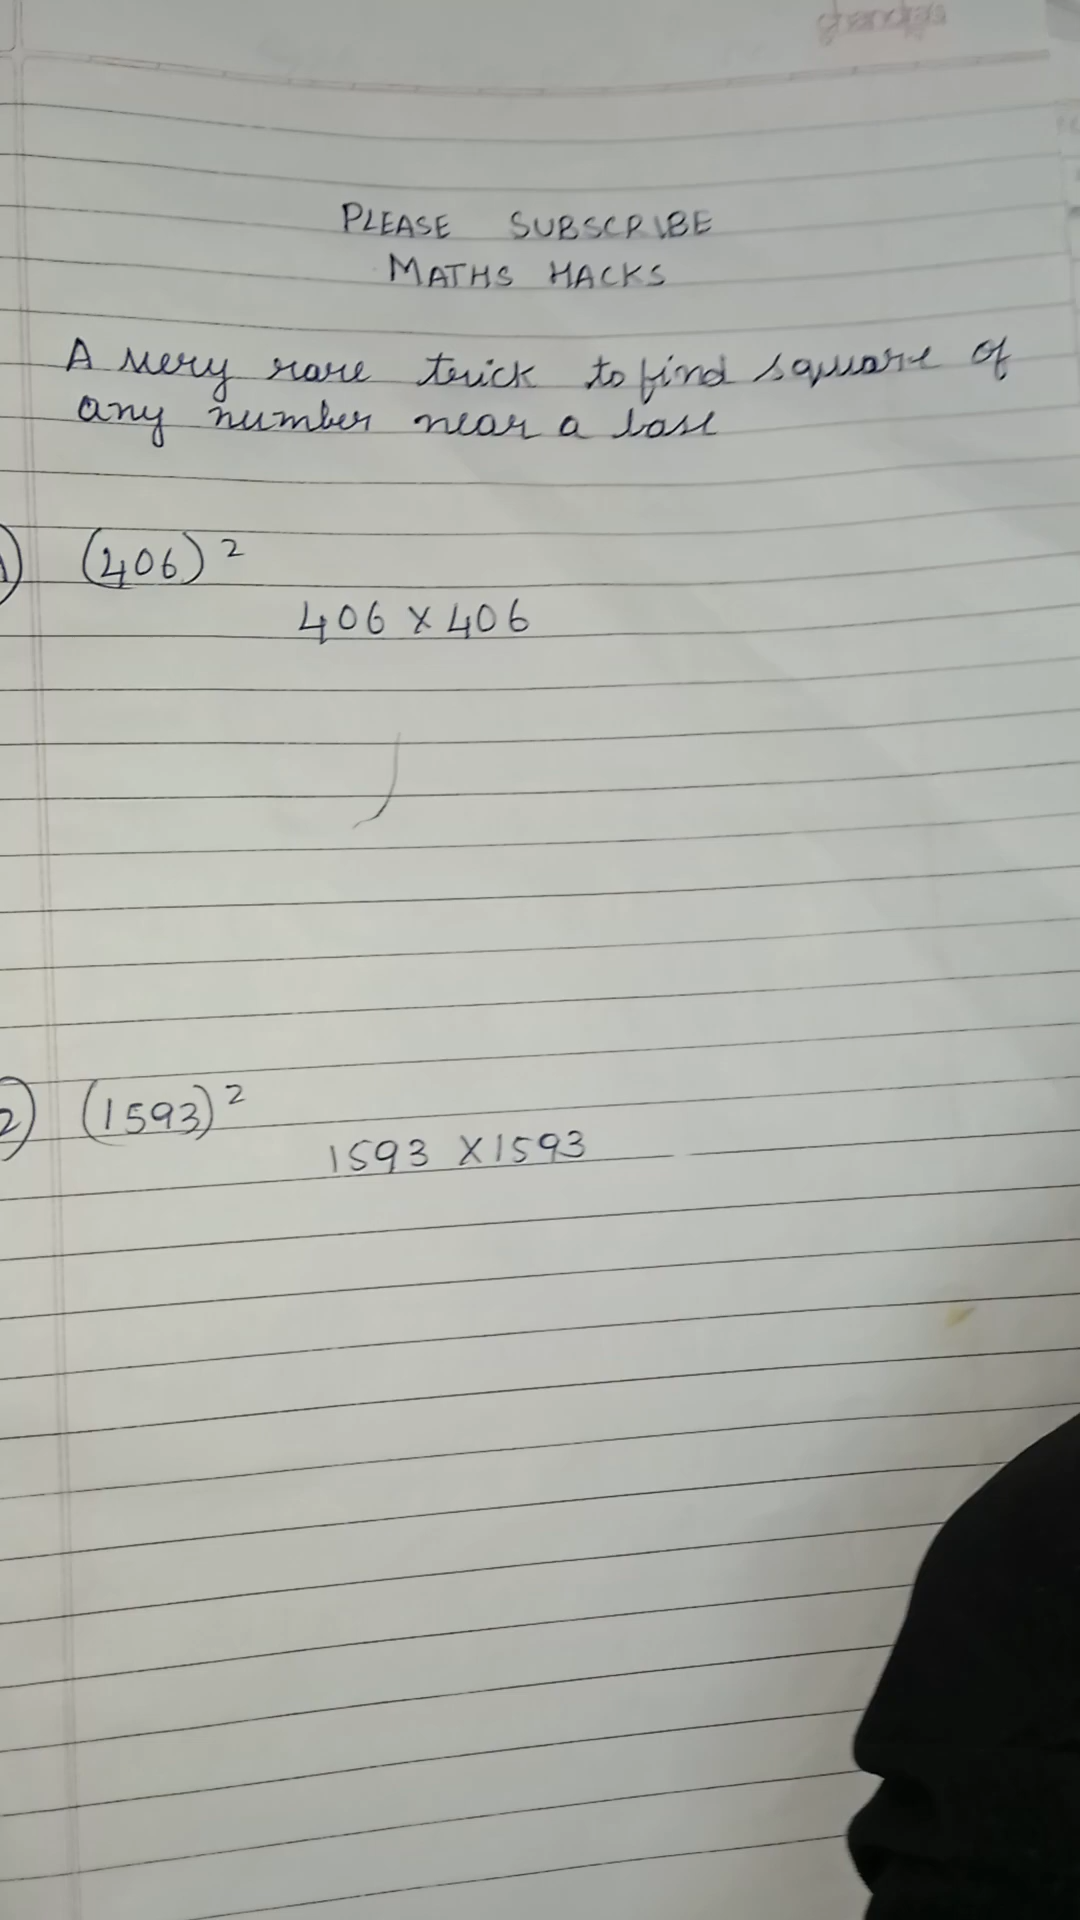 PLEASE SUBSCRIBE
MATHS HACKS
A very rare trick to find square of
any number near a base
(406)²
406 x 406
2) (1593)²
1593 x 1593